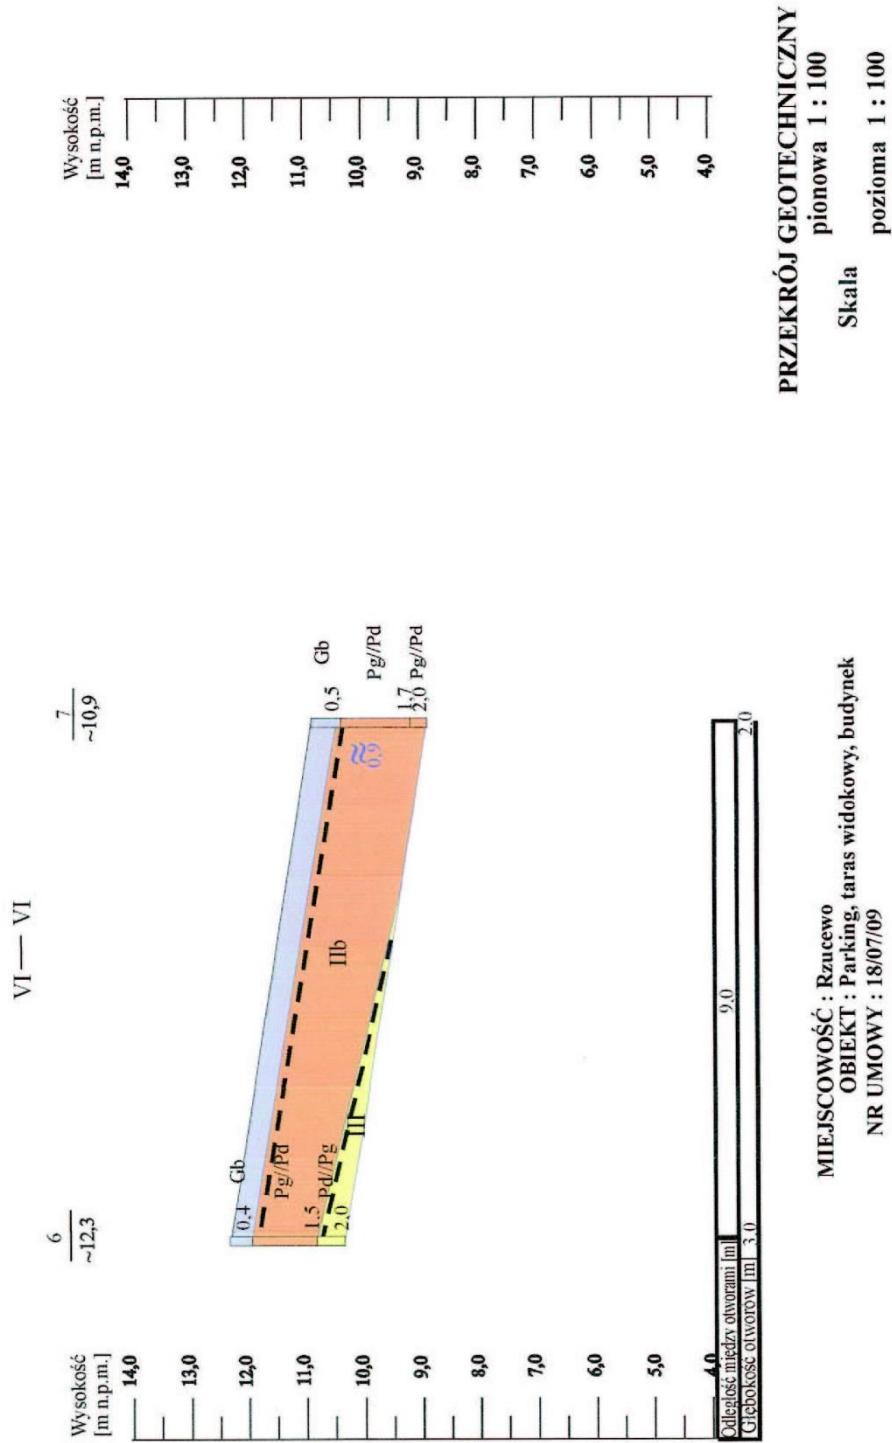 VI — VI
Wysokość
[m n.p.m.]
14,0
13,0
12,0
11,0
10,0
9,0
8,0
7,0
6,0
5,0
4,0
6
~12,3
0,4
Gb
Pg//Pd
1,5
Pd//Pg
2,0
III
IIb
7
~10,9
Gb
0,5
Pg//Pd
0,9
1,7
Pg//Pd
2,0
Wysokość
[m n.p.m.]
14,0
13,0
12,0
11,0
10,0
9,0
8,0
7,0
6,0
5,0
4,0
Odległość między otworami [m] 9,0
Głębokość otworów [m] 3,0 2,0
MIEJSCOWOŚĆ : Rzucewo
OBIEKT : Parking, taras widokowy, budynek
NR UMOWY : 18/07/09
PRZEKRÓJ GEOTECHNICZNY
pionowa 1 : 100
Skala
pozioma 1 : 100